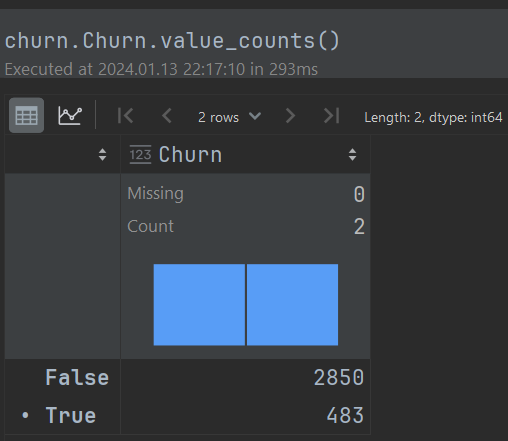 churn.Churn.value_counts()
Executed at 2024.01.13 22:17:10 in 293ms
2 rows Length: 2, dtype: int64
123 Churn
Missing 0
Count 2
False 2850
• True 483